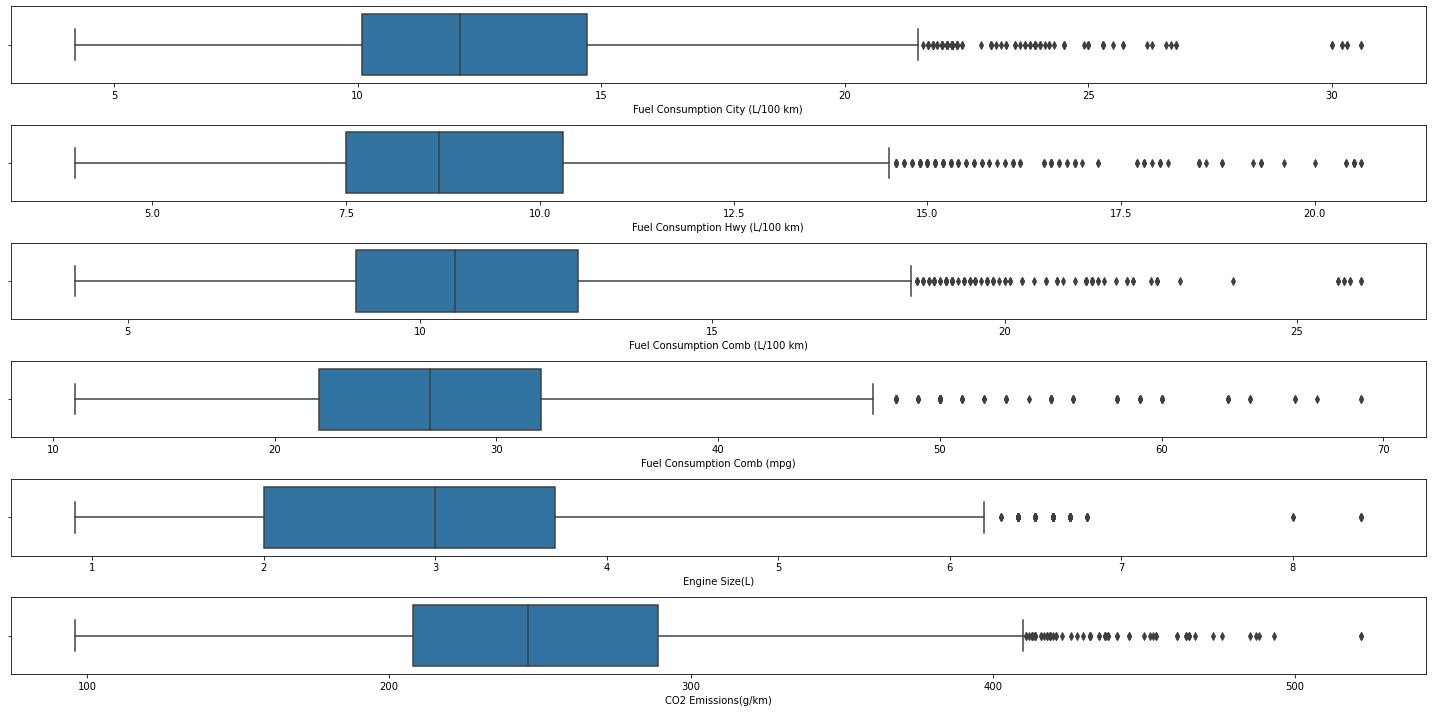 5 10 15 20 25 30
Fuel Consumption City (L/100 km)
5.0 7.5 10.0 12.5 15.0 17.5 20.0
Fuel Consumption Hwy (L/100 km)
5 10 15 20 25
Fuel Consumption Comb (L/100 km)
10 20 30 40 50 60 70
Fuel Consumption Comb (mpg)
1 2 3 4 5 6 7 8
Engine Size(L)
100 200 300 400 500
CO2 Emissions(g/km)